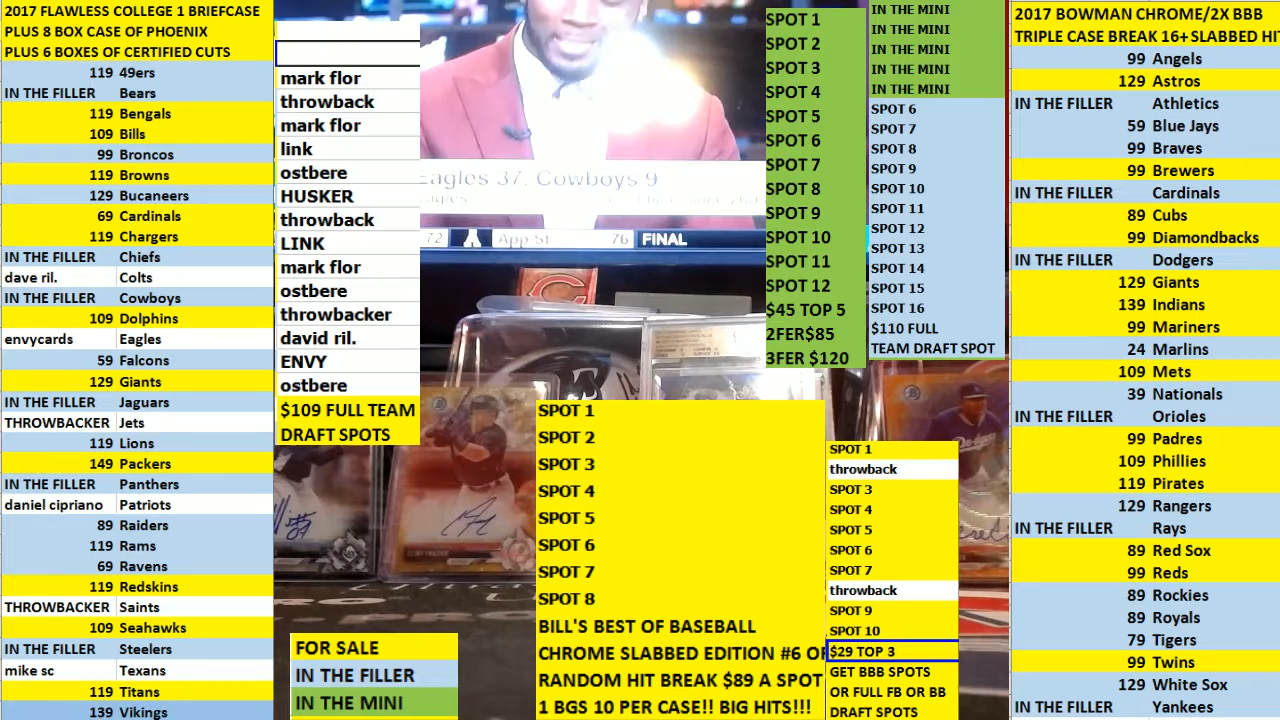 2017 FLAWLESS COLLEGE 1 BRIEFCASE
PLUS 8 BOX CASE OF PHOENIX
PLUS 6 BOXES OF CERTIFIED CUTS
119 49ers
IN THE FILLER Bears
119 Bengals
109 Bills
99 Broncos
119 Browns
129 Bucaneers
69 Cardinals
119 Chargers
IN THE FILLER Chiefs
dave ril. Colts
IN THE FILLER Cowboys
109 Dolphins
envycards Eagles
59 Falcons
129 Giants
IN THE FILLER Jaguars
THROWBACKER Jets
119 Lions
149 Packers
IN THE FILLER Panthers
daniel cipriano Patriots
89 Raiders
119 Rams
69 Ravens
119 Redskins
THROWBACKER Saints
109 Seahawks
IN THE FILLER Steelers
mike sc Texans
119 Titans
139 Vikings
mark flor
throwback
mark flor
link
ostbere
HUSKER
throwback
LINK
mark flor
ostbere
throwbacker
david ril.
ENVY
ostbere
$109 FULL TEAM
DRAFT SPOTS
FOR SALE
IN THE FILLER
IN THE MINI
Eagles 37, Cowboys 9
72 App St 76 FINAL
SPOT 1
SPOT 2
SPOT 3
SPOT 4
SPOT 5
SPOT 6
SPOT 7
SPOT 8
BILL'S BEST OF BASEBALL
CHROME SLABBED EDITION #6 OF
RANDOM HIT BREAK $89 A SPOT
1 BGS 10 PER CASE!! BIG HITS!!!
SPOT 1
SPOT 2
SPOT 3
SPOT 4
SPOT 5
SPOT 6
SPOT 7
SPOT 8
SPOT 9
SPOT 10
SPOT 11
SPOT 12
$45 TOP 5
2FER$85
3FER $120
IN THE MINI
IN THE MINI
IN THE MINI
IN THE MINI
IN THE MINI
SPOT 6
SPOT 7
SPOT 8
SPOT 9
SPOT 10
SPOT 11
SPOT 12
SPOT 13
SPOT 14
SPOT 15
SPOT 16
$110 FULL
TEAM DRAFT SPOT
SPOT 1
throwback
SPOT 3
SPOT 4
SPOT 5
SPOT 6
SPOT 7
throwback
SPOT 9
SPOT 10
$29 TOP 3
GET BBB SPOTS
OR FULL FB OR BB
DRAFT SPOTS
2017 BOWMAN CHROME/2X BBB
TRIPLE CASE BREAK 16+ SLABBED HIT
99 Angels
129 Astros
IN THE FILLER Athletics
59 Blue Jays
99 Braves
99 Brewers
IN THE FILLER Cardinals
89 Cubs
99 Diamondbacks
IN THE FILLER Dodgers
129 Giants
139 Indians
99 Mariners
24 Marlins
109 Mets
39 Nationals
IN THE FILLER Orioles
99 Padres
109 Phillies
119 Pirates
129 Rangers
IN THE FILLER Rays
89 Red Sox
99 Reds
89 Rockies
89 Royals
79 Tigers
99 Twins
129 White Sox
IN THE FILLER Yankees